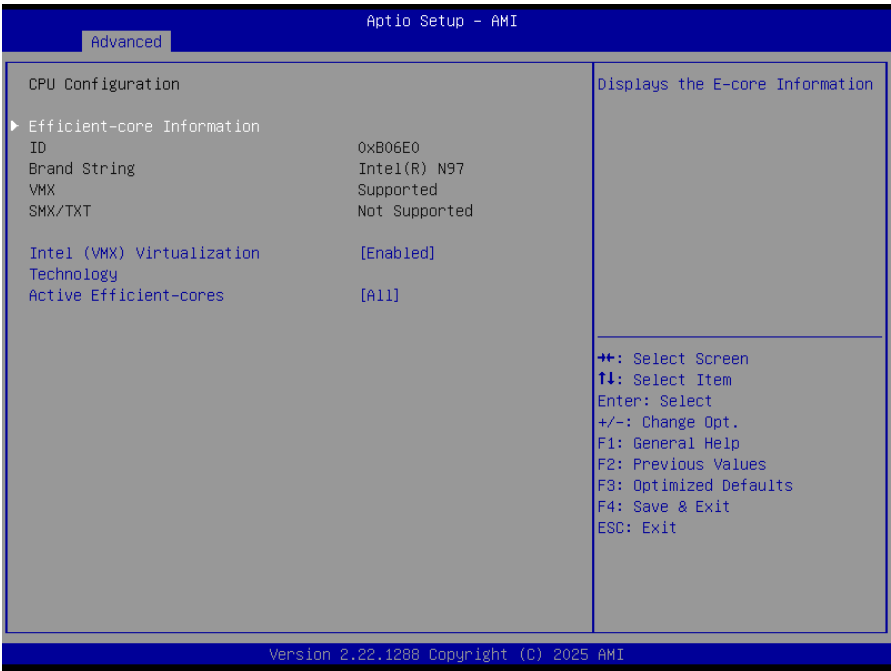 Aptio Setup – AMI
Advanced
CPU Configuration
Efficient-core Information
ID 0xB06E0
Brand String Intel(R) N97
VMX Supported
SMX/TXT Not Supported
Intel (VMX) Virtualization [Enabled]
Technology
Active Efficient-cores [All]
Displays the E-core Information
→←: Select Screen
↑↓: Select Item
Enter: Select
+/-: Change Opt.
F1: General Help
F2: Previous Values
F3: Optimized Defaults
F4: Save & Exit
ESC: Exit
Version 2.22.1288 Copyright (C) 2025 AMI